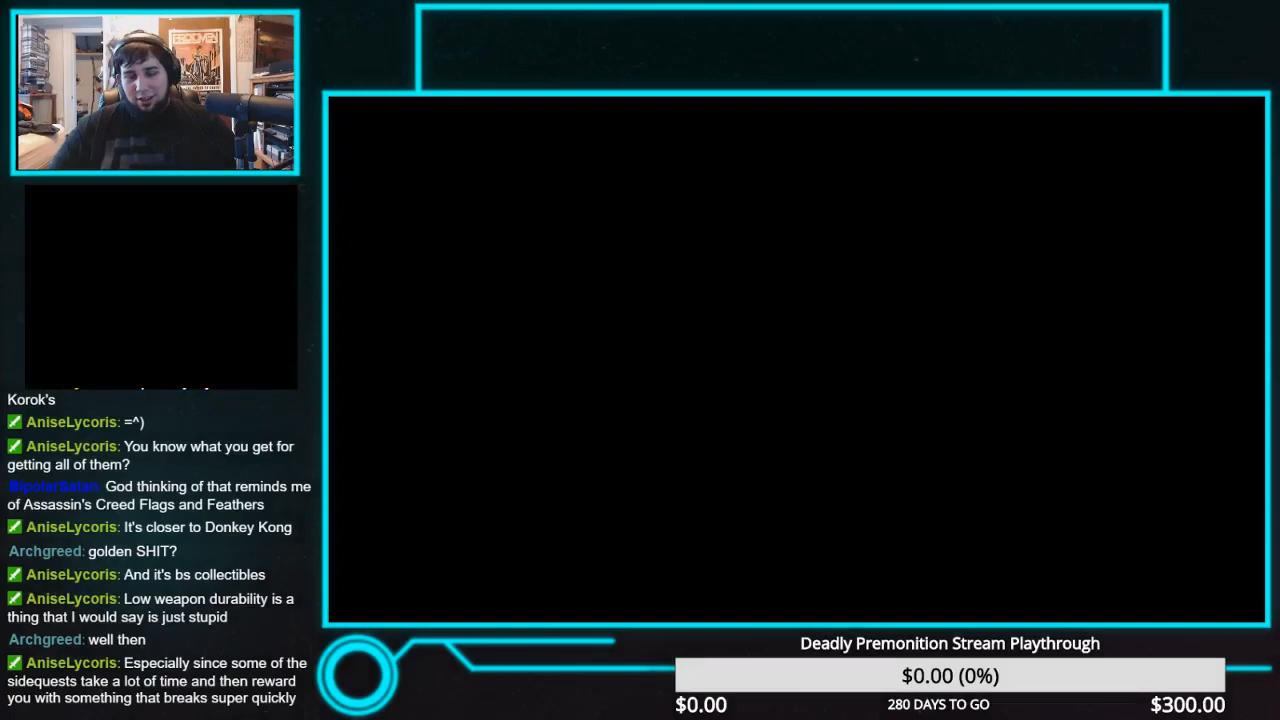 Korok's
AniseLycoris: =^)
AniseLycoris: You know what you get for
getting all of them?
BipolarSatan: God thinking of that reminds me
of Assassin's Creed Flags and Feathers
AniseLycoris: It's closer to Donkey Kong
Archgreed: golden SHIT?
AniseLycoris: And it's bs collectibles
AniseLycoris: Low weapon durability is a
thing that I would say is just stupid
Archgreed: well then
AniseLycoris: Especially since some of the
sidequests take a lot of time and then reward
you with something that breaks super quickly
Deadly Premonition Stream Playthrough
$0.00 (0%)
$0.00
280 DAYS TO GO
$300.00